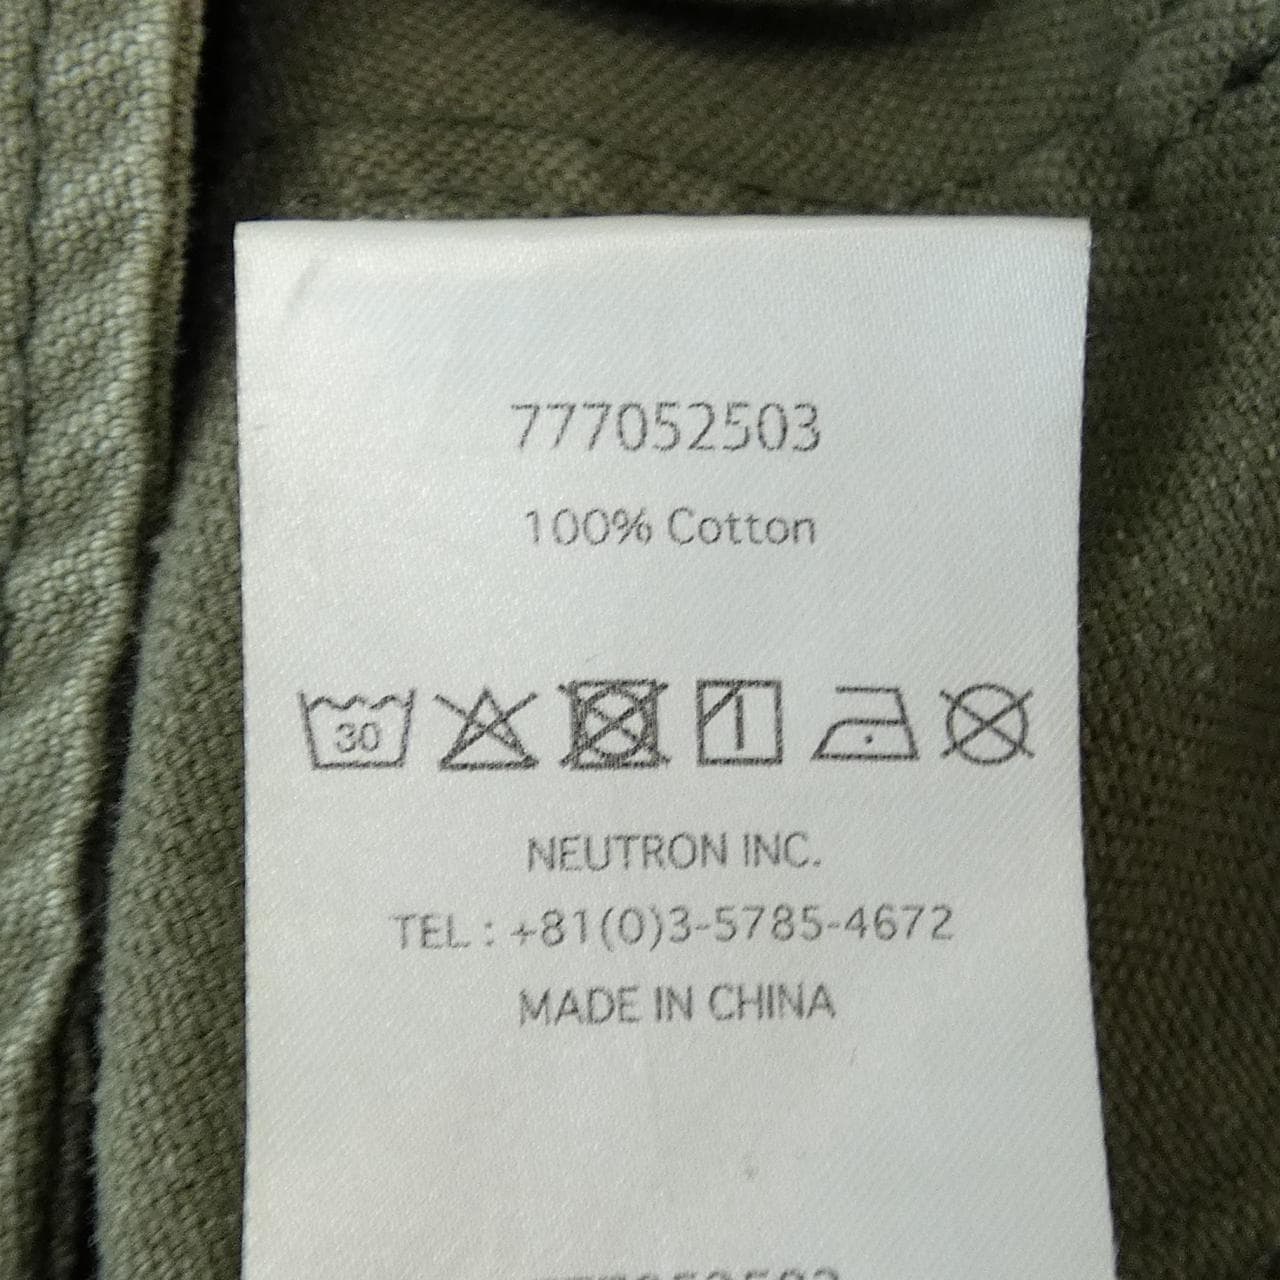 777052503
100% Cotton
30
NEUTRON INC.
TEL : +81(0)3-5785-4672
MADE IN CHINA